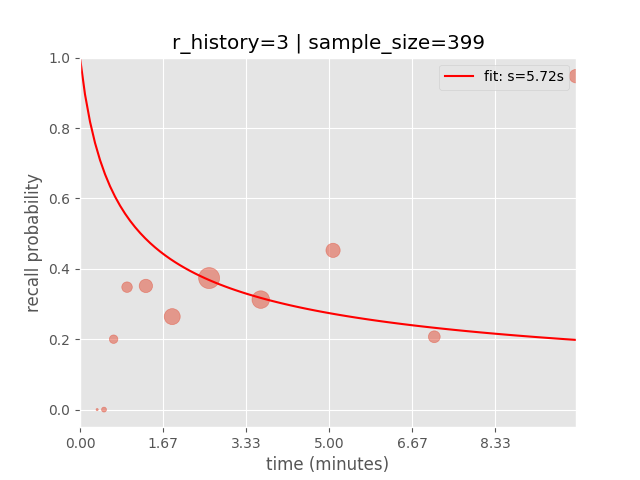 r_history=3 | sample_size=399
fit: s=5.72s
recall probability
1.0
0.8
0.6
0.4
0.2
0.0
0.00 1.67 3.33 5.00 6.67 8.33
time (minutes)